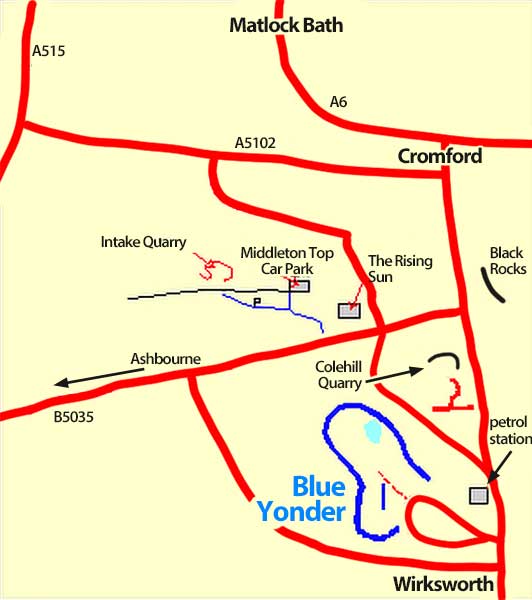 Matlock Bath
A515
A6
A5102
Cromford
Intake Quarry
Middleton Top
Car Park
The Rising
Sun
Black
Rocks
P
Ashbourne
Colehill
Quarry
B5035
petrol
station
Blue
Yonder
Wirksworth